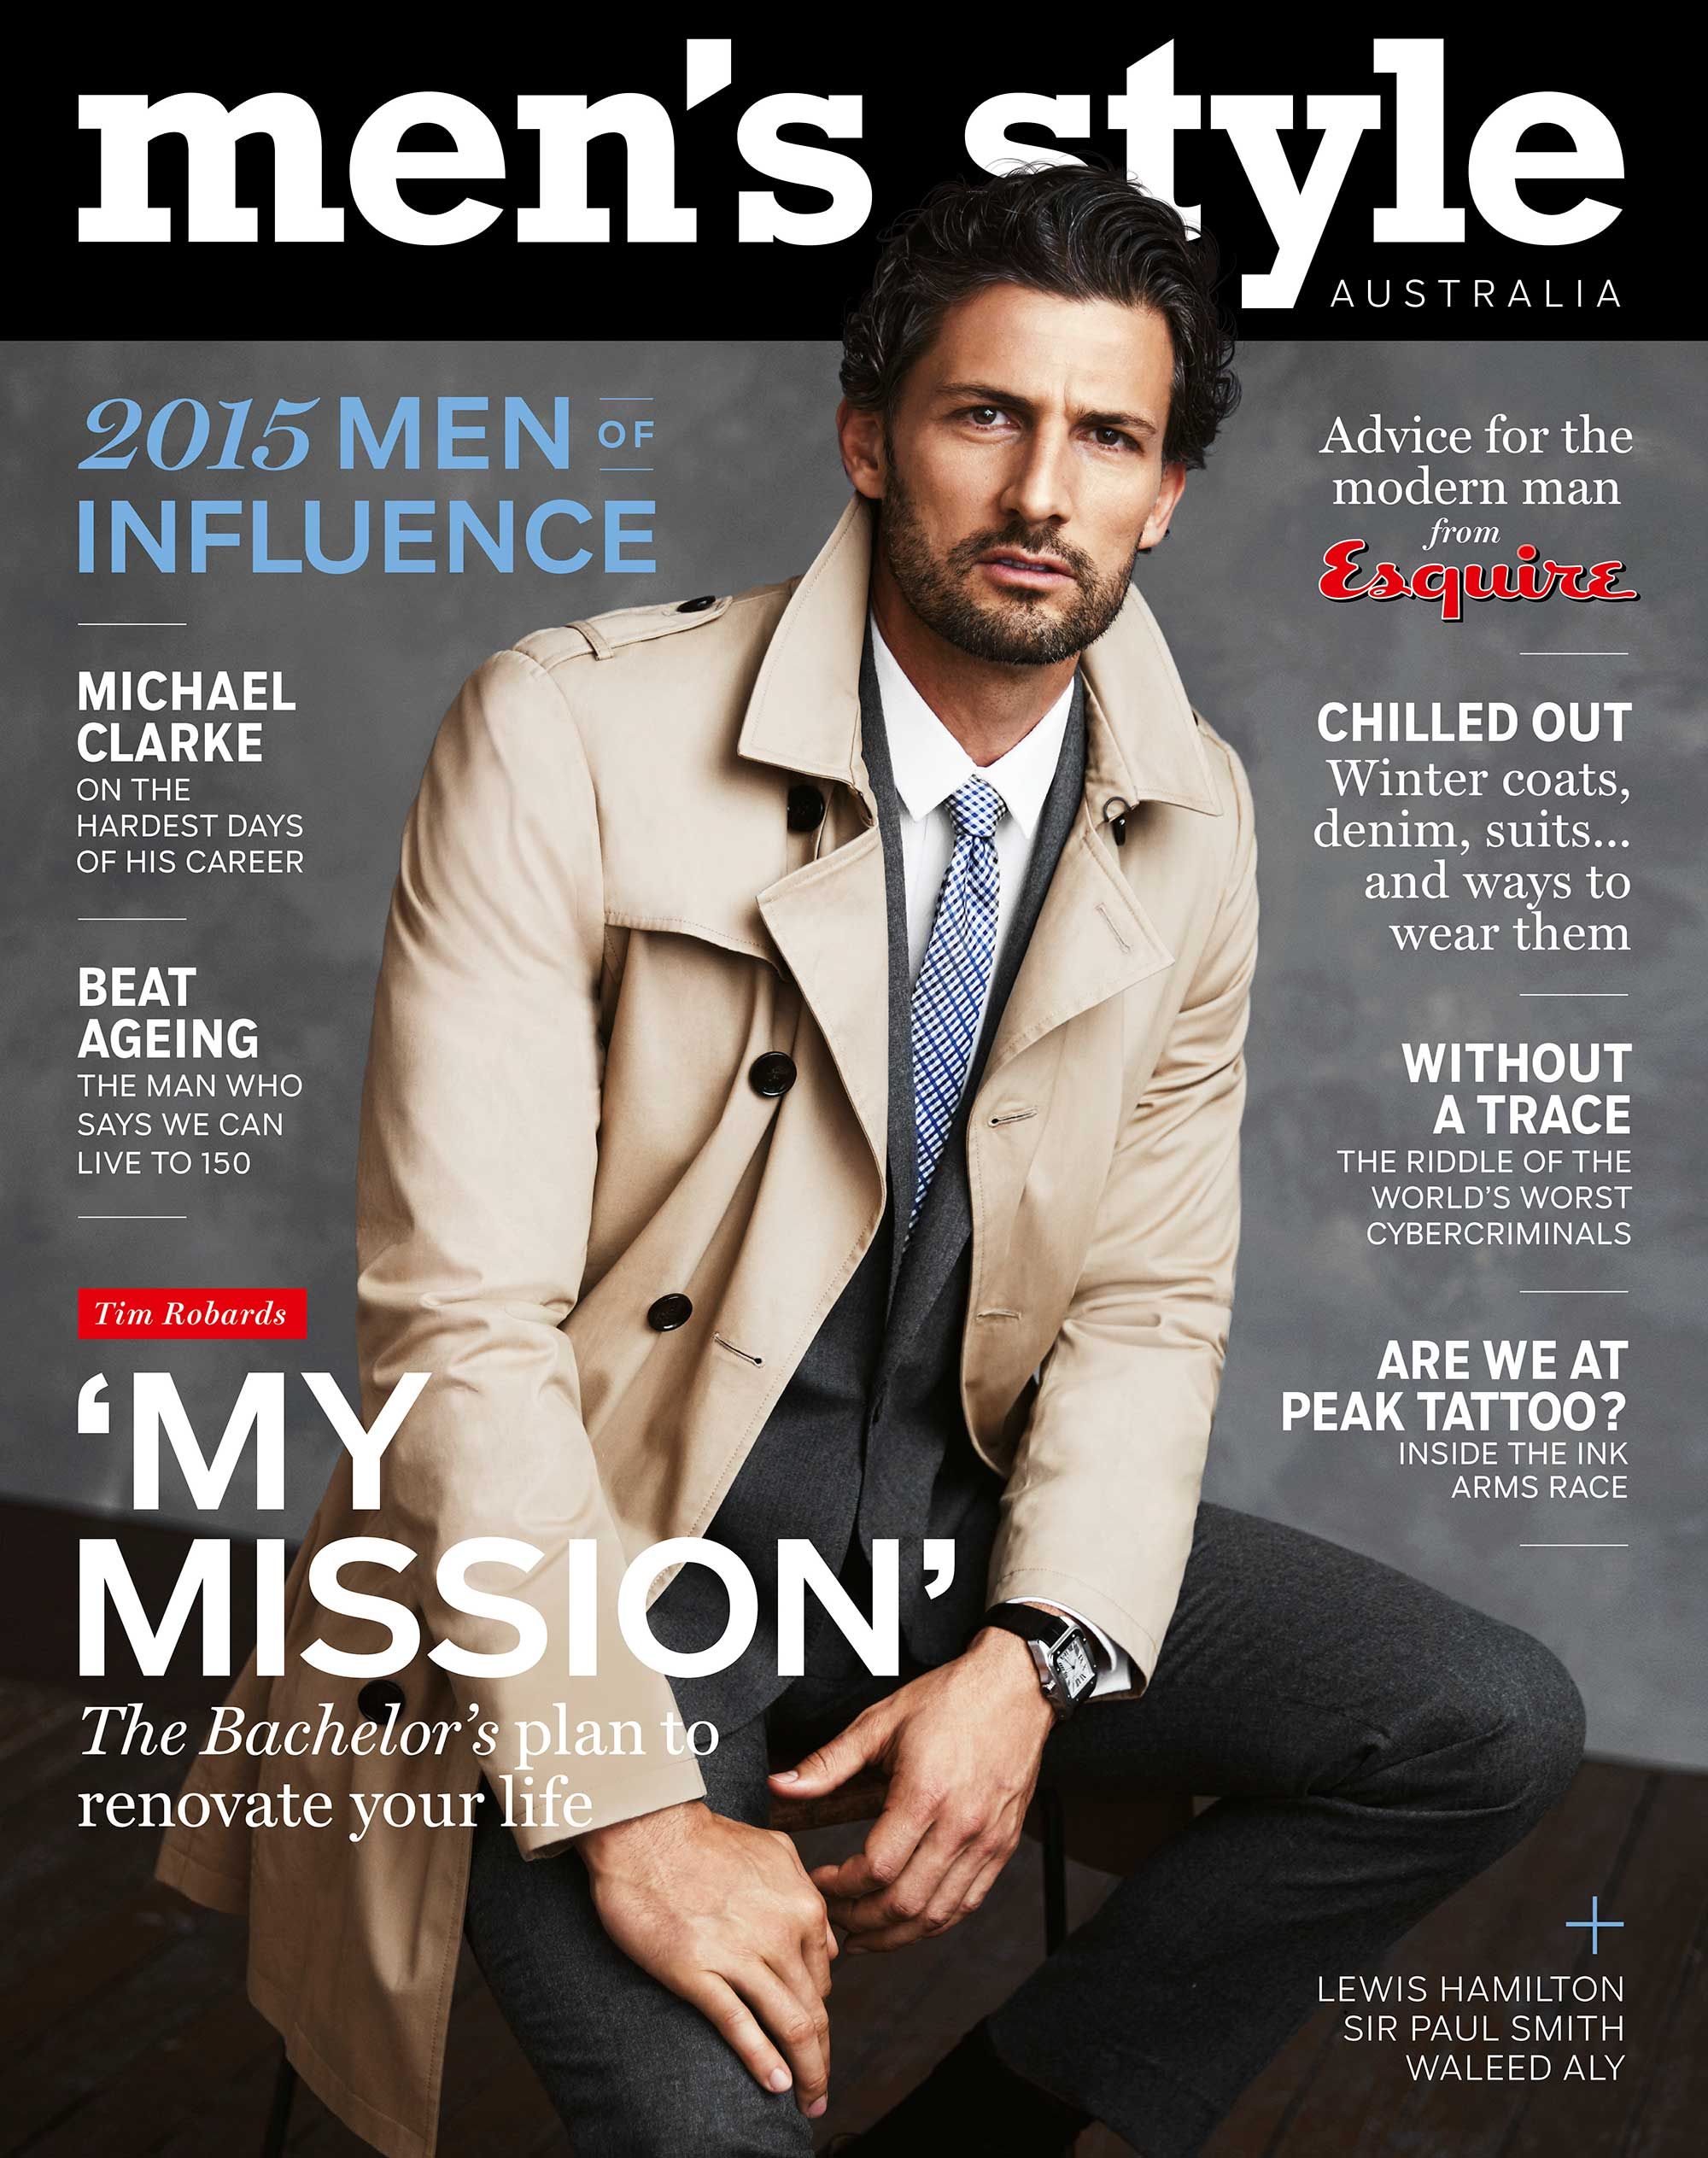 men's style
AUSTRALIA
2015 MEN OF
INFLUENCE
MICHAEL
CLARKE
ON THE
HARDEST DAYS
OF HIS CAREER
BEAT
AGEING
THE MAN WHO
SAYS WE CAN
LIVE TO 150
Tim Robards
‘MY
MISSION’
The Bachelor’s plan to
renovate your life
Advice for the
modern man
from
Esquire
CHILLED OUT
Winter coats,
denim, suits...
and ways to
wear them
WITHOUT
A TRACE
THE RIDDLE OF THE
WORLD’S WORST
CYBERCRIMINALS
ARE WE AT
PEAK TATTOO?
INSIDE THE INK
ARMS RACE
+
LEWIS HAMILTON
SIR PAUL SMITH
WALEED ALY